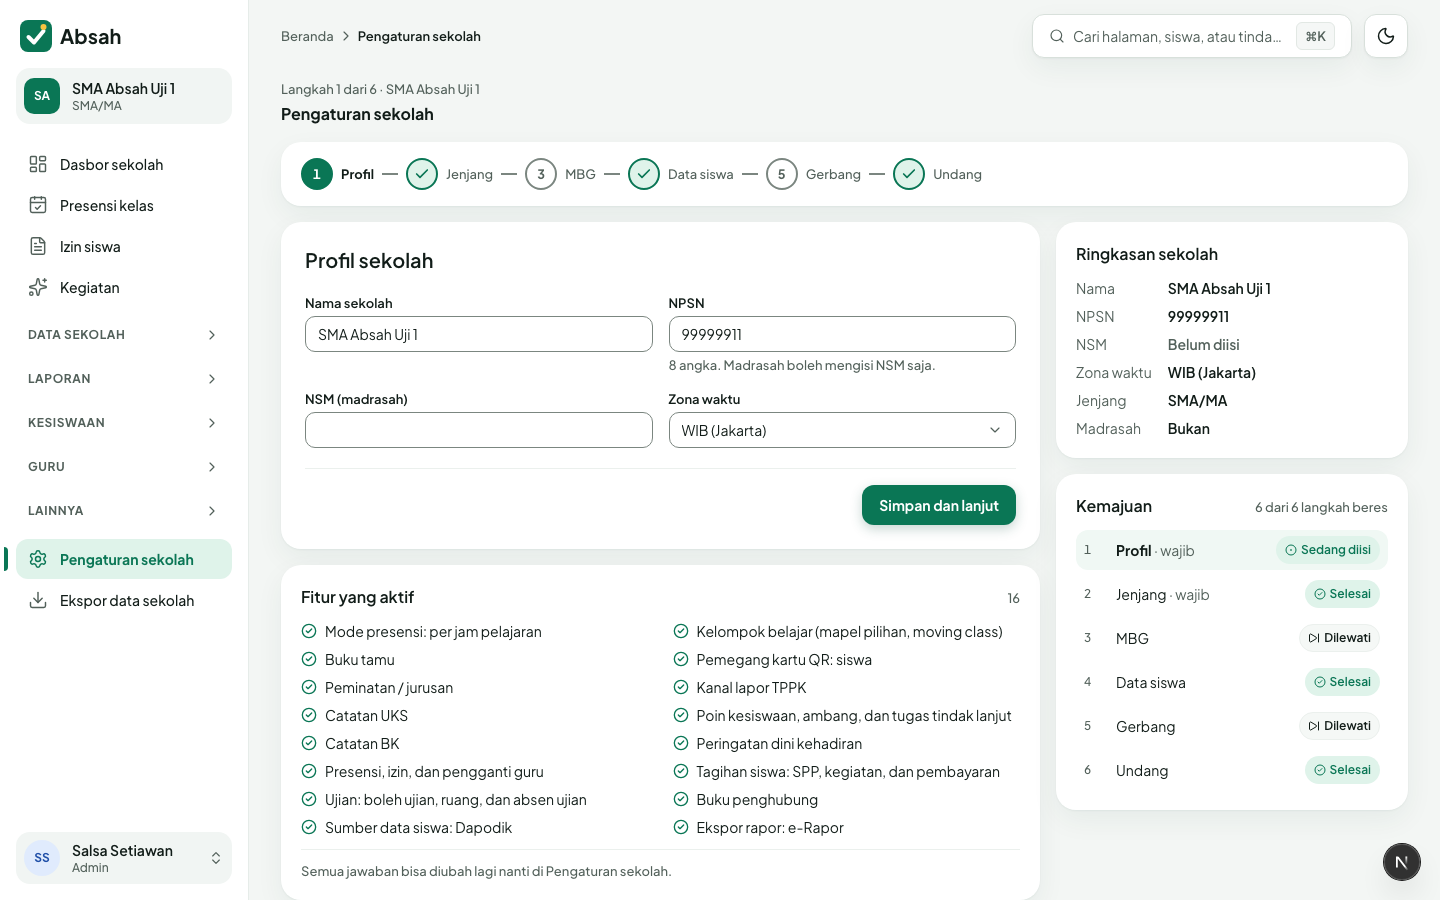 Absah
SA
SMA Absah Uji 1
SMA/MA
Dasbor sekolah
Presensi kelas
Izin siswa
Kegiatan
DATA SEKOLAH
LAPORAN
KESISWAAN
GURU
LAINNYA
Pengaturan sekolah
Ekspor data sekolah
SS
Salsa Setiawan
Admin
Beranda
Pengaturan sekolah
Cari halaman, siswa, atau tinda...
⌘K
Langkah 1 dari 6 · SMA Absah Uji 1
Pengaturan sekolah
1 Profil — Jenjang — 3 MBG — Data siswa — 5 Gerbang — Undang
Profil sekolah
Nama sekolah
SMA Absah Uji 1
NPSN
99999911
8 angka. Madrasah boleh mengisi NSM saja.
NSM (madrasah)
Zona waktu
WIB (Jakarta)
Simpan dan lanjut
Fitur yang aktif
16
Mode presensi: per jam pelajaran
Kelompok belajar (mapel pilihan, moving class)
Buku tamu
Pemegang kartu QR: siswa
Peminatan / jurusan
Kanal lapor TPPK
Catatan UKS
Poin kesiswaan, ambang, dan tugas tindak lanjut
Catatan BK
Peringatan dini kehadiran
Presensi, izin, dan pengganti guru
Tagihan siswa: SPP, kegiatan, dan pembayaran
Ujian: boleh ujian, ruang, dan absen ujian
Buku penghubung
Sumber data siswa: Dapodik
Ekspor rapor: e-Rapor
Semua jawaban bisa diubah lagi nanti di Pengaturan sekolah.
Ringkasan sekolah
Nama SMA Absah Uji 1
NPSN 99999911
NSM Belum diisi
Zona waktu WIB (Jakarta)
Jenjang SMA/MA
Madrasah Bukan
Kemajuan
6 dari 6 langkah beres
1 Profil · wajib Sedang diisi
2 Jenjang · wajib Selesai
3 MBG Dilewati
4 Data siswa Selesai
5 Gerbang Dilewati
6 Undang Selesai
N